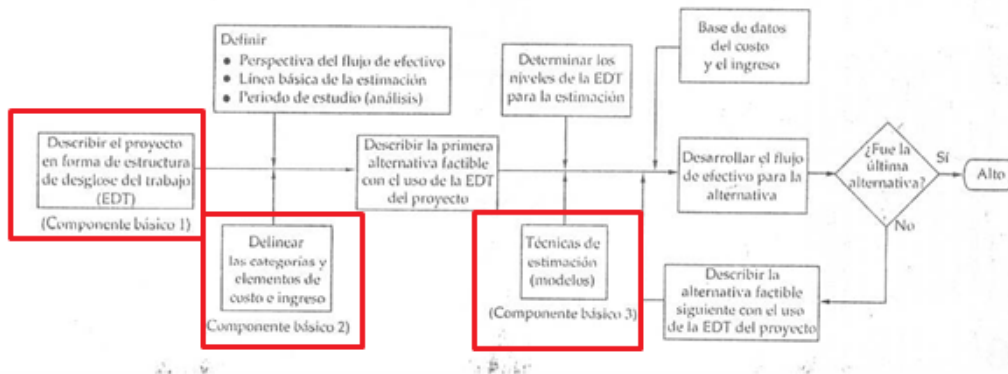 Definir
• Perspectiva del flujo de efectivo
• Línea básica de la estimación
• Periodo de estudio (análisis)
Determinar los
niveles de la EDT
para la estimación
Base de datos
del costo
y el ingreso
Describir el proyecto
en forma de estructura
de desglose del trabajo
(EDT)
(Componente básico 1)
Describir la primera
alternativa factible
con el uso de la EDT
del proyecto
Desarrollar el flujo
de efectivo para la
alternativa
¿Fue la
última
alternativa?
Sí
Alto
No
Delinear
las categorías y
elementos de
costo e ingreso
(Componente básico 2)
Técnicas de
estimación
(modelos)
(Componente básico 3)
Describir la
alternativa factible
siguiente con el uso
de la EDT del proyecto